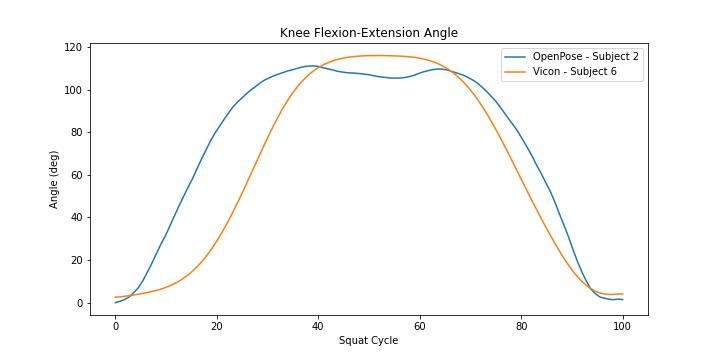 Knee Flexion-Extension Angle
OpenPose - Subject 2
Vicon - Subject 6
120
100
80
60
40
20
0
Angle (deg)
0 20 40 60 80 100
Squat Cycle